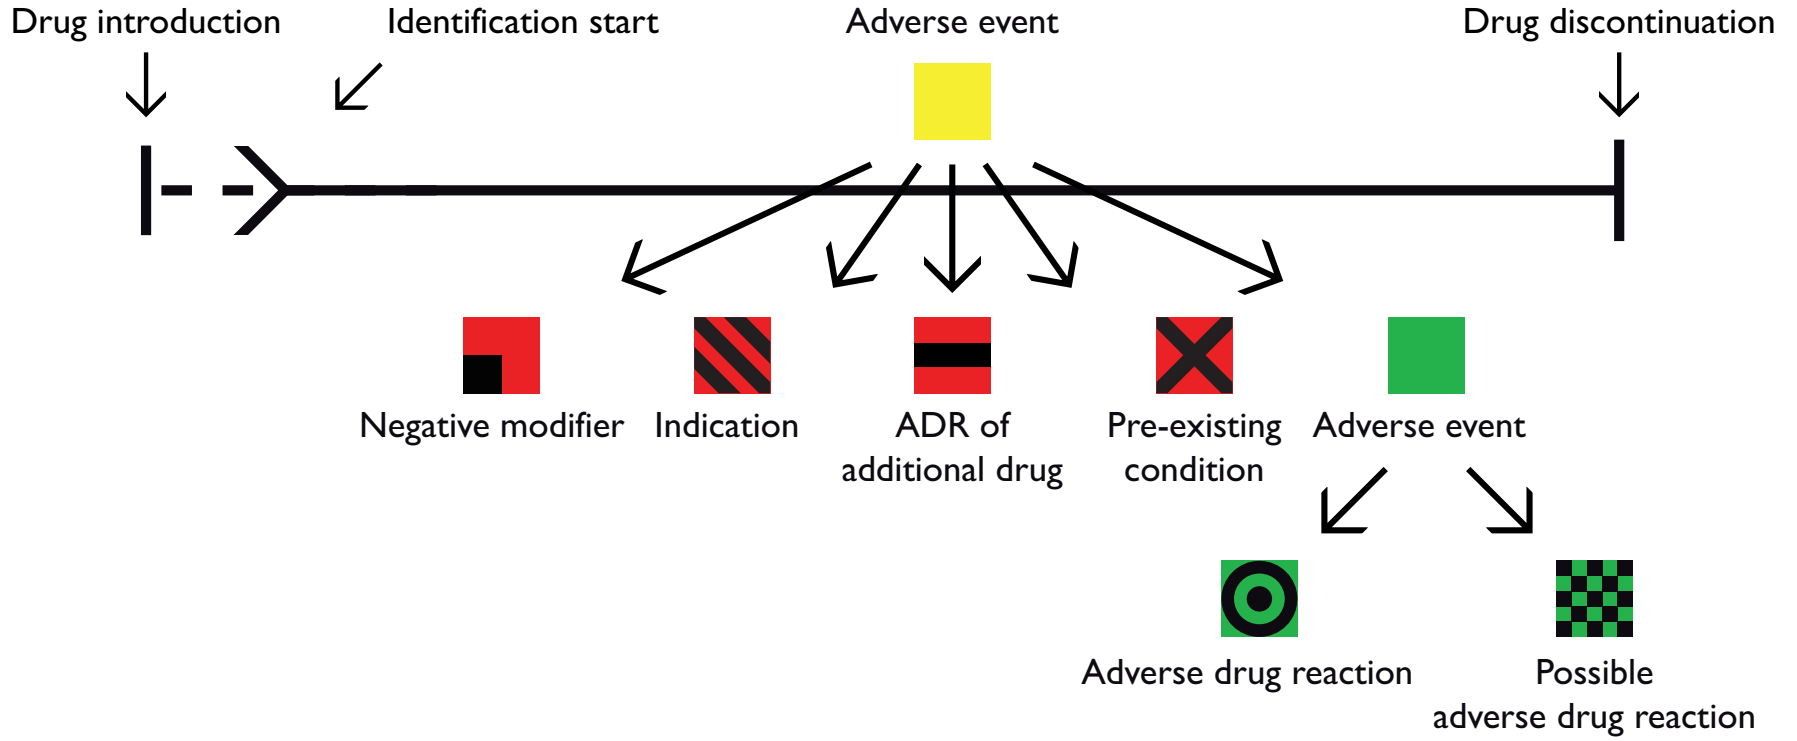 Drug introduction
Identification start
Adverse event
Drug discontinuation
Negative modifier
Indication
ADR of
additional drug
Pre-existing
condition
Adverse event
Adverse drug reaction
Possible
adverse drug reaction